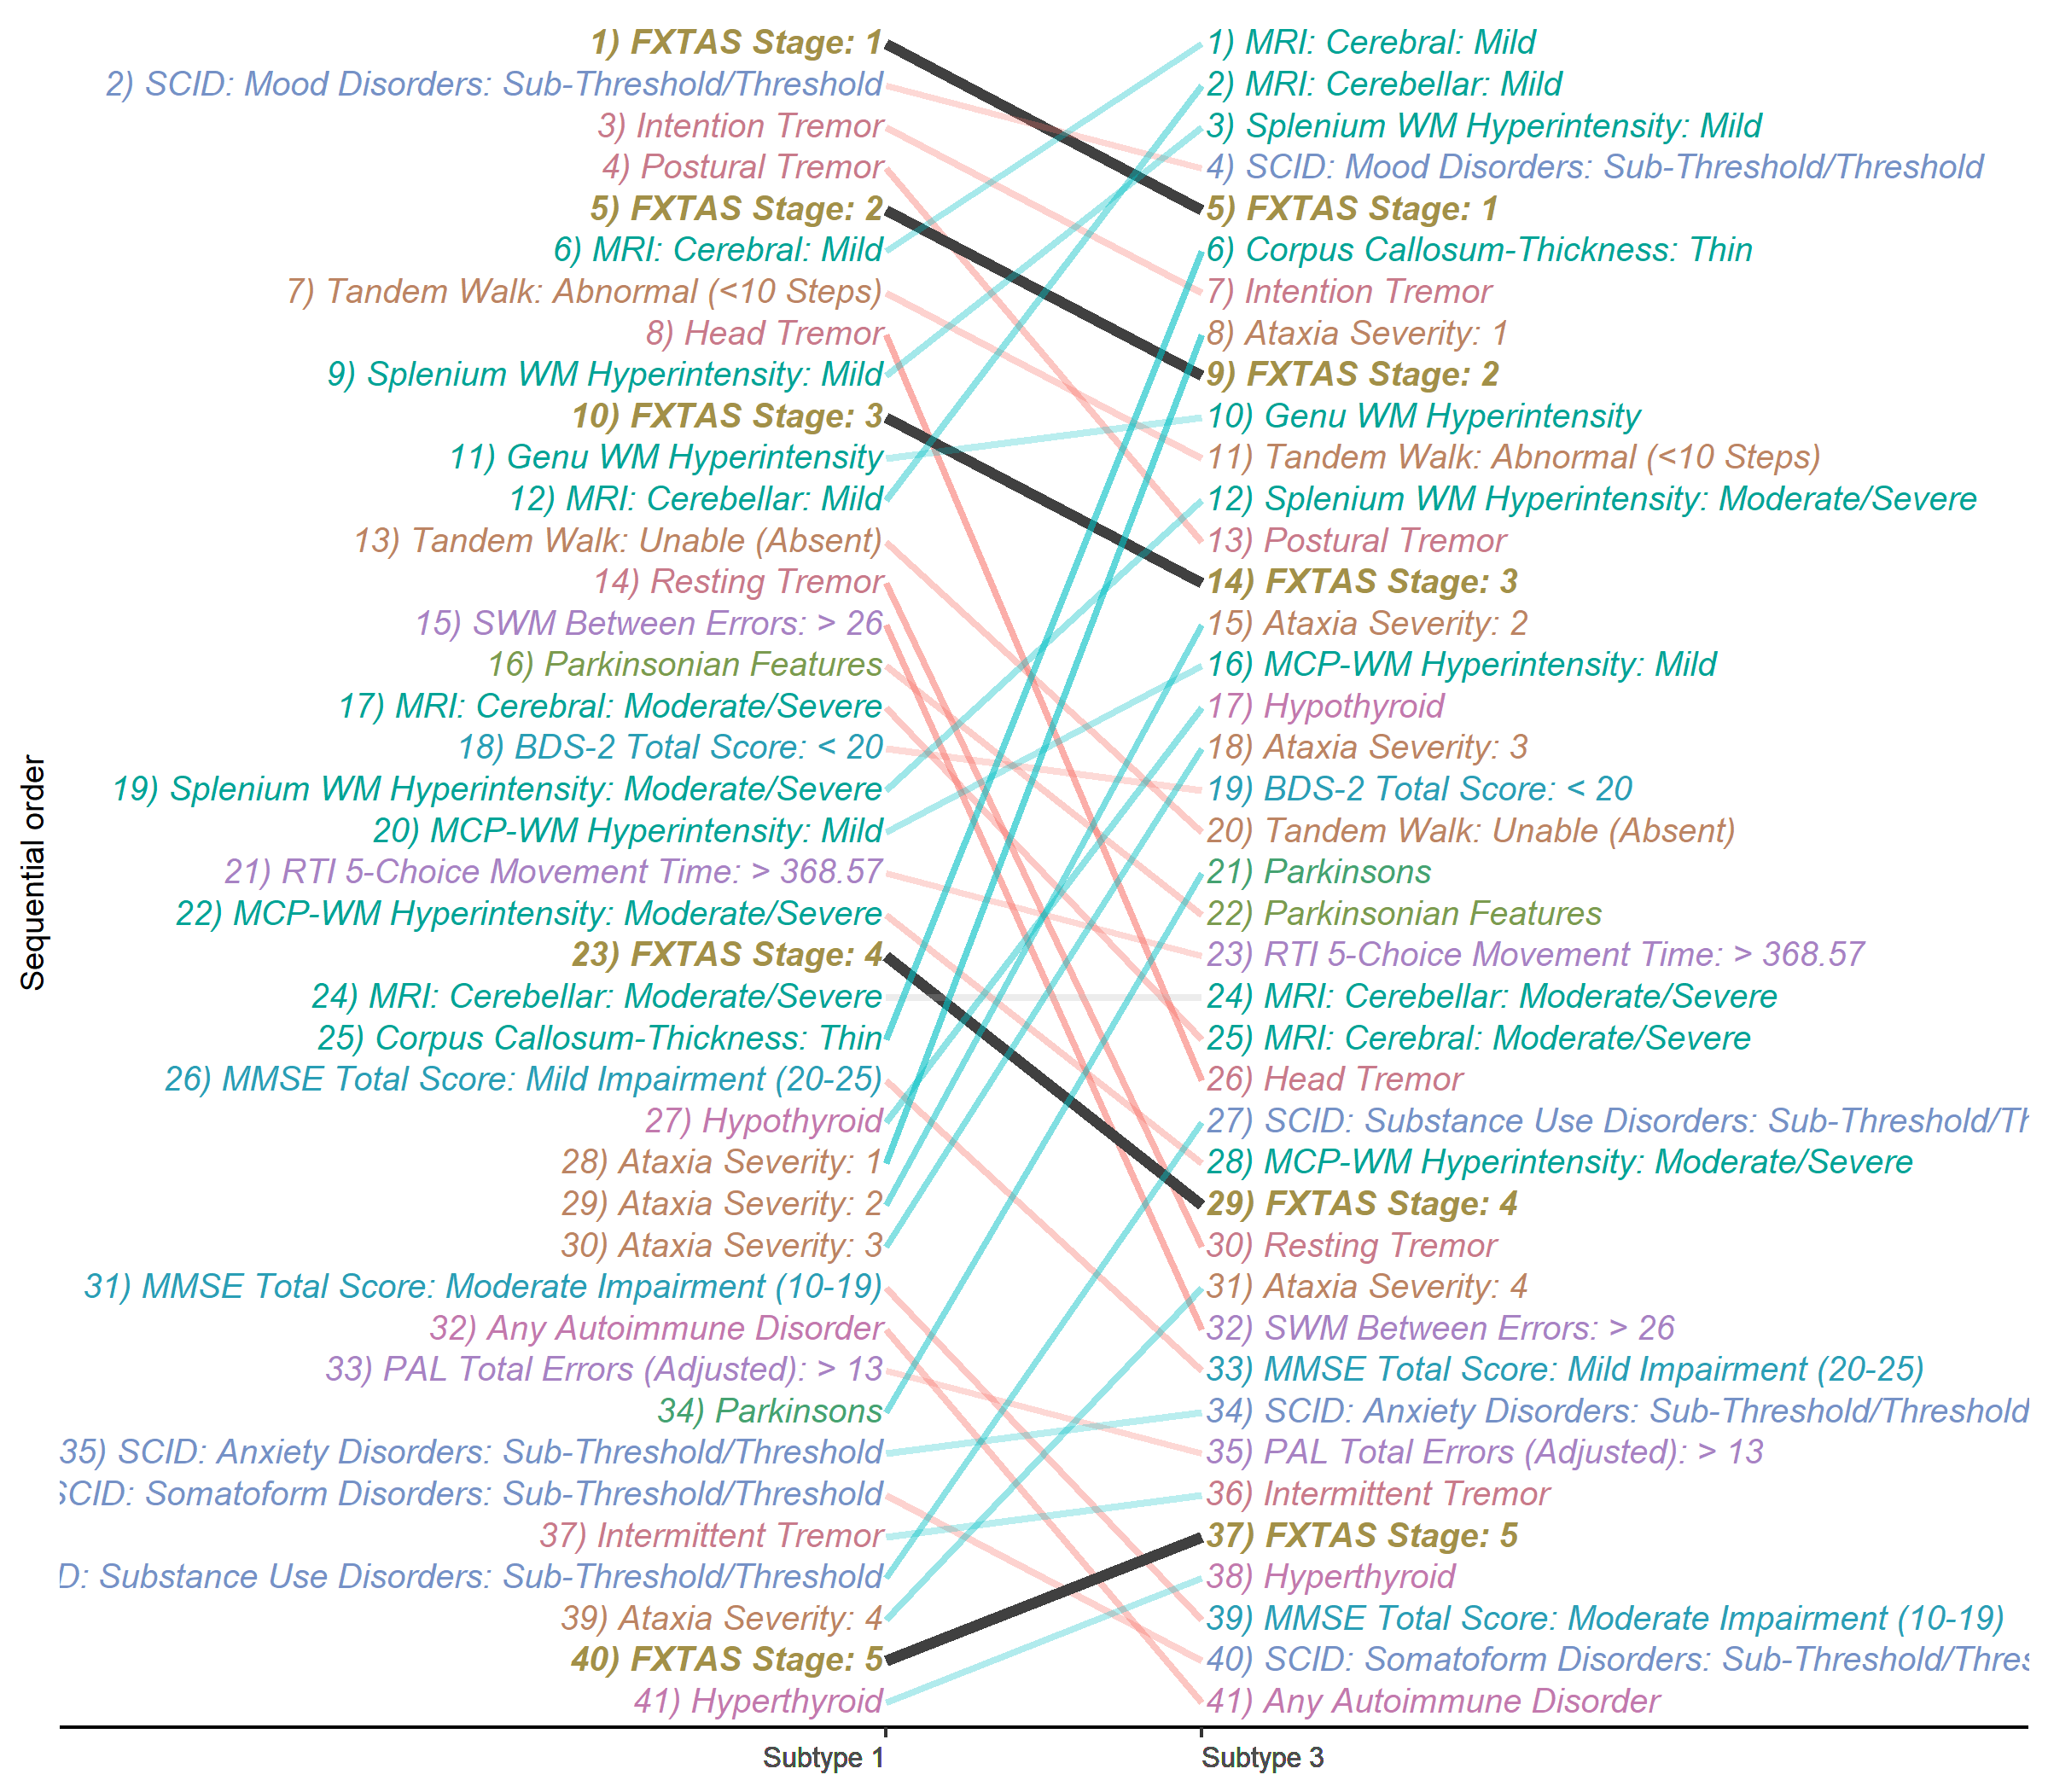 1) FXTAS Stage: 1
2) SCID: Mood Disorders: Sub-Threshold/Threshold
3) Intention Tremor
4) Postural Tremor
5) FXTAS Stage: 2
6) MRI: Cerebral: Mild
7) Tandem Walk: Abnormal (<10 Steps)
8) Head Tremor
9) Splenium WM Hyperintensity: Mild
10) FXTAS Stage: 3
11) Genu WM Hyperintensity
12) MRI: Cerebellar: Mild
13) Tandem Walk: Unable (Absent)
14) Resting Tremor
15) SWM Between Errors: > 26
16) Parkinsonian Features
17) MRI: Cerebral: Moderate/Severe
18) BDS-2 Total Score: < 20
19) Splenium WM Hyperintensity: Moderate/Severe
20) MCP-WM Hyperintensity: Mild
21) RTI 5-Choice Movement Time: > 368.57
22) MCP-WM Hyperintensity: Moderate/Severe
23) FXTAS Stage: 4
24) MRI: Cerebellar: Moderate/Severe
25) Corpus Callosum-Thickness: Thin
26) MMSE Total Score: Mild Impairment (20-25)
27) Hypothyroid
28) Ataxia Severity: 1
29) Ataxia Severity: 2
30) Ataxia Severity: 3
31) MMSE Total Score: Moderate Impairment (10-19)
32) Any Autoimmune Disorder
33) PAL Total Errors (Adjusted): > 13
34) Parkinsons
35) SCID: Anxiety Disorders: Sub-Threshold/Threshold
SCID: Somatoform Disorders: Sub-Threshold/Threshold
37) Intermittent Tremor
D: Substance Use Disorders: Sub-Threshold/Threshold
39) Ataxia Severity: 4
40) FXTAS Stage: 5
41) Hyperthyroid
1) MRI: Cerebral: Mild
2) MRI: Cerebellar: Mild
3) Splenium WM Hyperintensity: Mild
4) SCID: Mood Disorders: Sub-Threshold/Threshold
5) FXTAS Stage: 1
6) Corpus Callosum-Thickness: Thin
7) Intention Tremor
8) Ataxia Severity: 1
9) FXTAS Stage: 2
10) Genu WM Hyperintensity
11) Tandem Walk: Abnormal (<10 Steps)
12) Splenium WM Hyperintensity: Moderate/Severe
13) Postural Tremor
14) FXTAS Stage: 3
15) Ataxia Severity: 2
16) MCP-WM Hyperintensity: Mild
17) Hypothyroid
18) Ataxia Severity: 3
19) BDS-2 Total Score: < 20
20) Tandem Walk: Unable (Absent)
21) Parkinsons
22) Parkinsonian Features
23) RTI 5-Choice Movement Time: > 368.57
24) MRI: Cerebellar: Moderate/Severe
25) MRI: Cerebral: Moderate/Severe
26) Head Tremor
27) SCID: Substance Use Disorders: Sub-Threshold/Th
28) MCP-WM Hyperintensity: Moderate/Severe
29) FXTAS Stage: 4
30) Resting Tremor
31) Ataxia Severity: 4
32) SWM Between Errors: > 26
33) MMSE Total Score: Mild Impairment (20-25)
34) SCID: Anxiety Disorders: Sub-Threshold/Threshold
35) PAL Total Errors (Adjusted): > 13
36) Intermittent Tremor
37) FXTAS Stage: 5
38) Hyperthyroid
39) MMSE Total Score: Moderate Impairment (10-19)
40) SCID: Somatoform Disorders: Sub-Threshold/Thres
41) Any Autoimmune Disorder
Sequential order
Subtype 1
Subtype 3